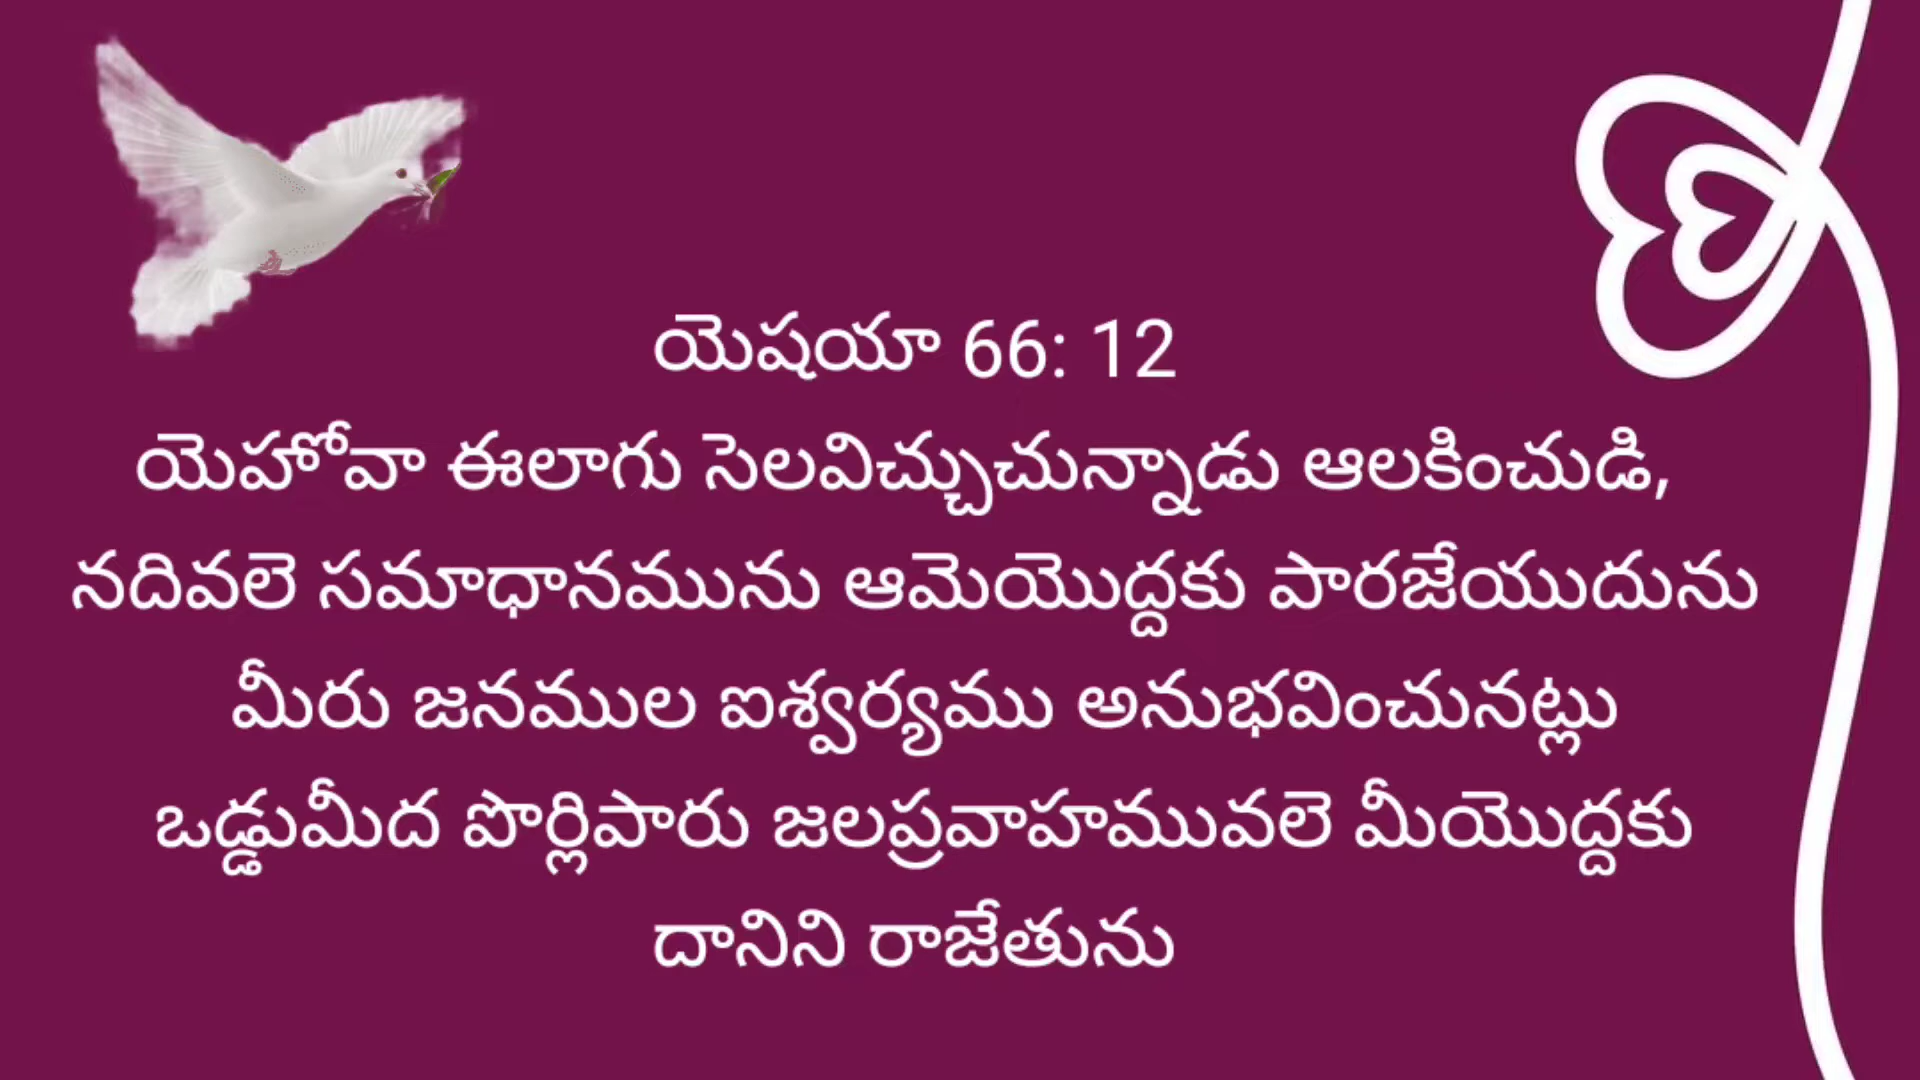 యెషయా 66: 12
యెహోవా ఈలాగు సెలవిచ్చుచున్నాడు ఆలకించుడి,
నదివలె సమాధానమును ఆమెయొద్దకు పారజేయుదును
మీరు జనముల ఐశ్వర్యము అనుభవించునట్లు
ఒడ్డుమీద పొర్లిపారు జలప్రవాహమువలె మీయొద్దకు
దానిని రాజేతును